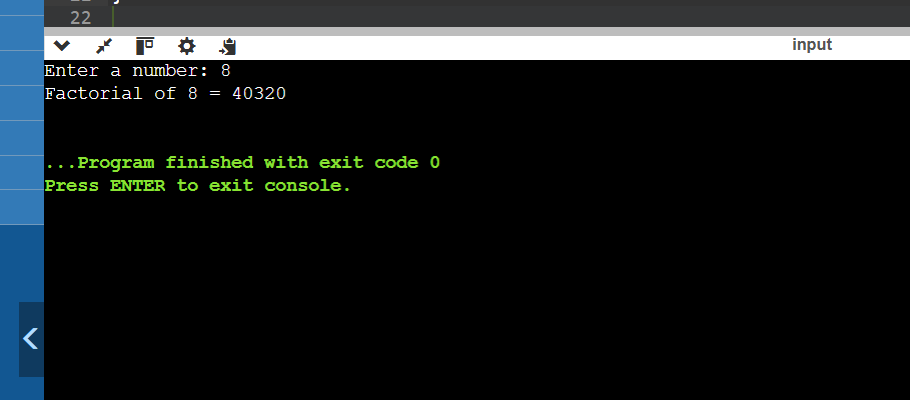 22
input
Enter a number: 8
Factorial of 8 = 40320
...Program finished with exit code 0
Press ENTER to exit console.